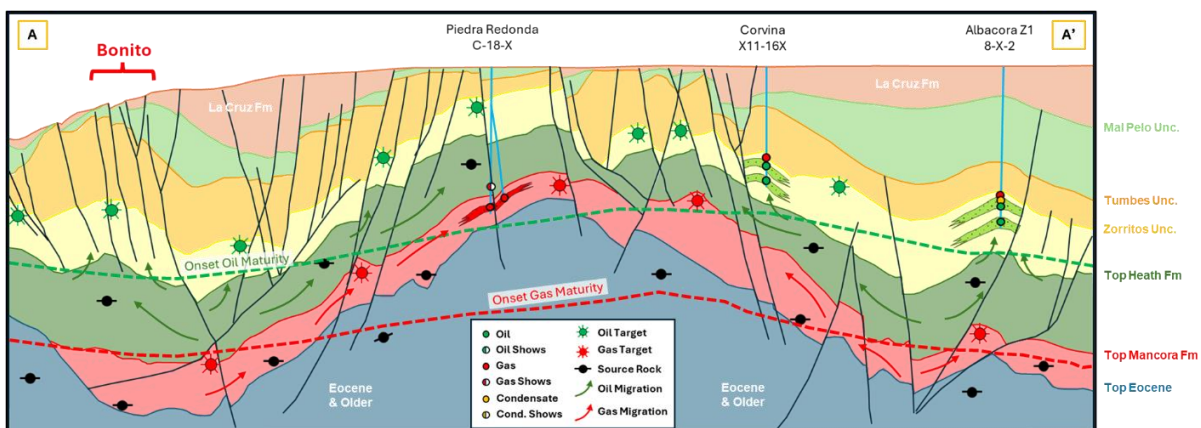 A
Bonito
Piedra Redonda
C-18-X
Corvina
X11-16X
Albacora Z1
8-X-2
A'
La Cruz Fm
La Cruz Fm
Mal Pelo Unc.
Tumbes Unc.
Zorritos Unc.
Onset Oil Maturity
Top Heath Fm
Onset Gas Maturity
Top Mancora Fm
Top Eocene
Eocene
& Older
Eocene
& Older
Oil
Oil Shows
Gas
Gas Shows
Condensate
Cond. Shows
Oil Target
Gas Target
Source Rock
Oil Migration
Gas Migration